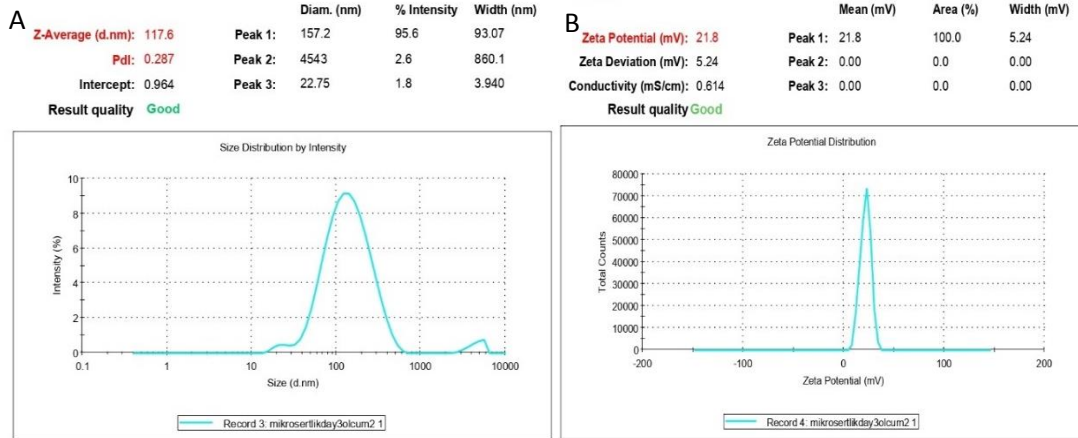 A
Diam. (nm) % Intensity Width (nm)
Z-Average (d.nm): 117.6 Peak 1: 157.2 95.6 93.07
PdI: 0.287 Peak 2: 4543 2.6 860.1
Intercept: 0.964 Peak 3: 22.75 1.8 3.940
Result quality Good
Size Distribution by Intensity
Intensity (%)
10
8
6
4
2
0
0.1 1 10 100 1000 10000
Size (d.nm)
Record 3: mikrosertlikday3olcum2 1
B
Mean (mV) Area (%) Width (mV)
Zeta Potential (mV): 21.8 Peak 1: 21.8 100.0 5.24
Zeta Deviation (mV): 5.24 Peak 2: 0.00 0.0 0.00
Conductivity (mS/cm): 0.614 Peak 3: 0.00 0.0 0.00
Result quality Good
Zeta Potential Distribution
Total Counts
80000
70000
60000
50000
40000
30000
20000
10000
0
-200 -100 0 100 200
Zeta Potential (mV)
Record 4: mikrosertlikday3olcum2 1